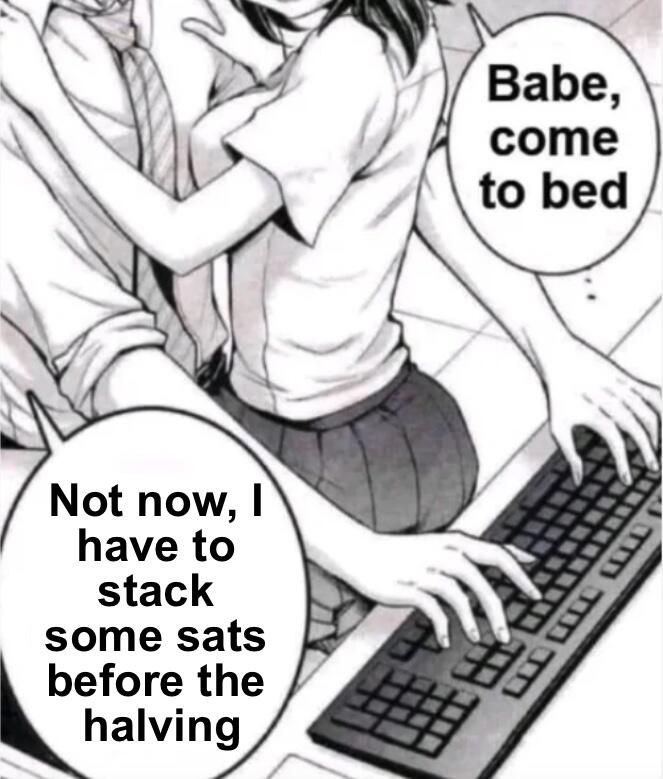 Babe,
come
to bed
Not now, I
have to
stack
some sats
before the
halving